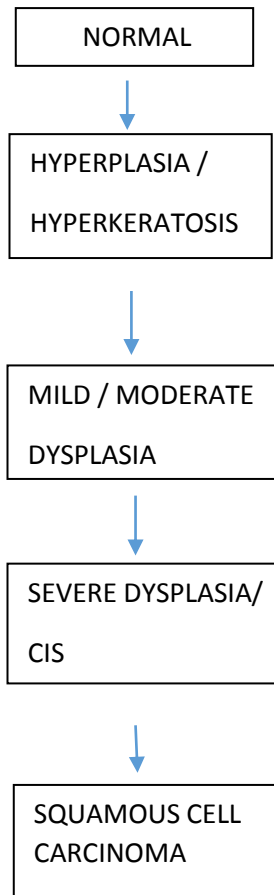 NORMAL
HYPERPLASIA /
HYPERKERATOSIS
MILD / MODERATE
DYSPLASIA
SEVERE DYSPLASIA/
CIS
SQUAMOUS CELL
CARCINOMA